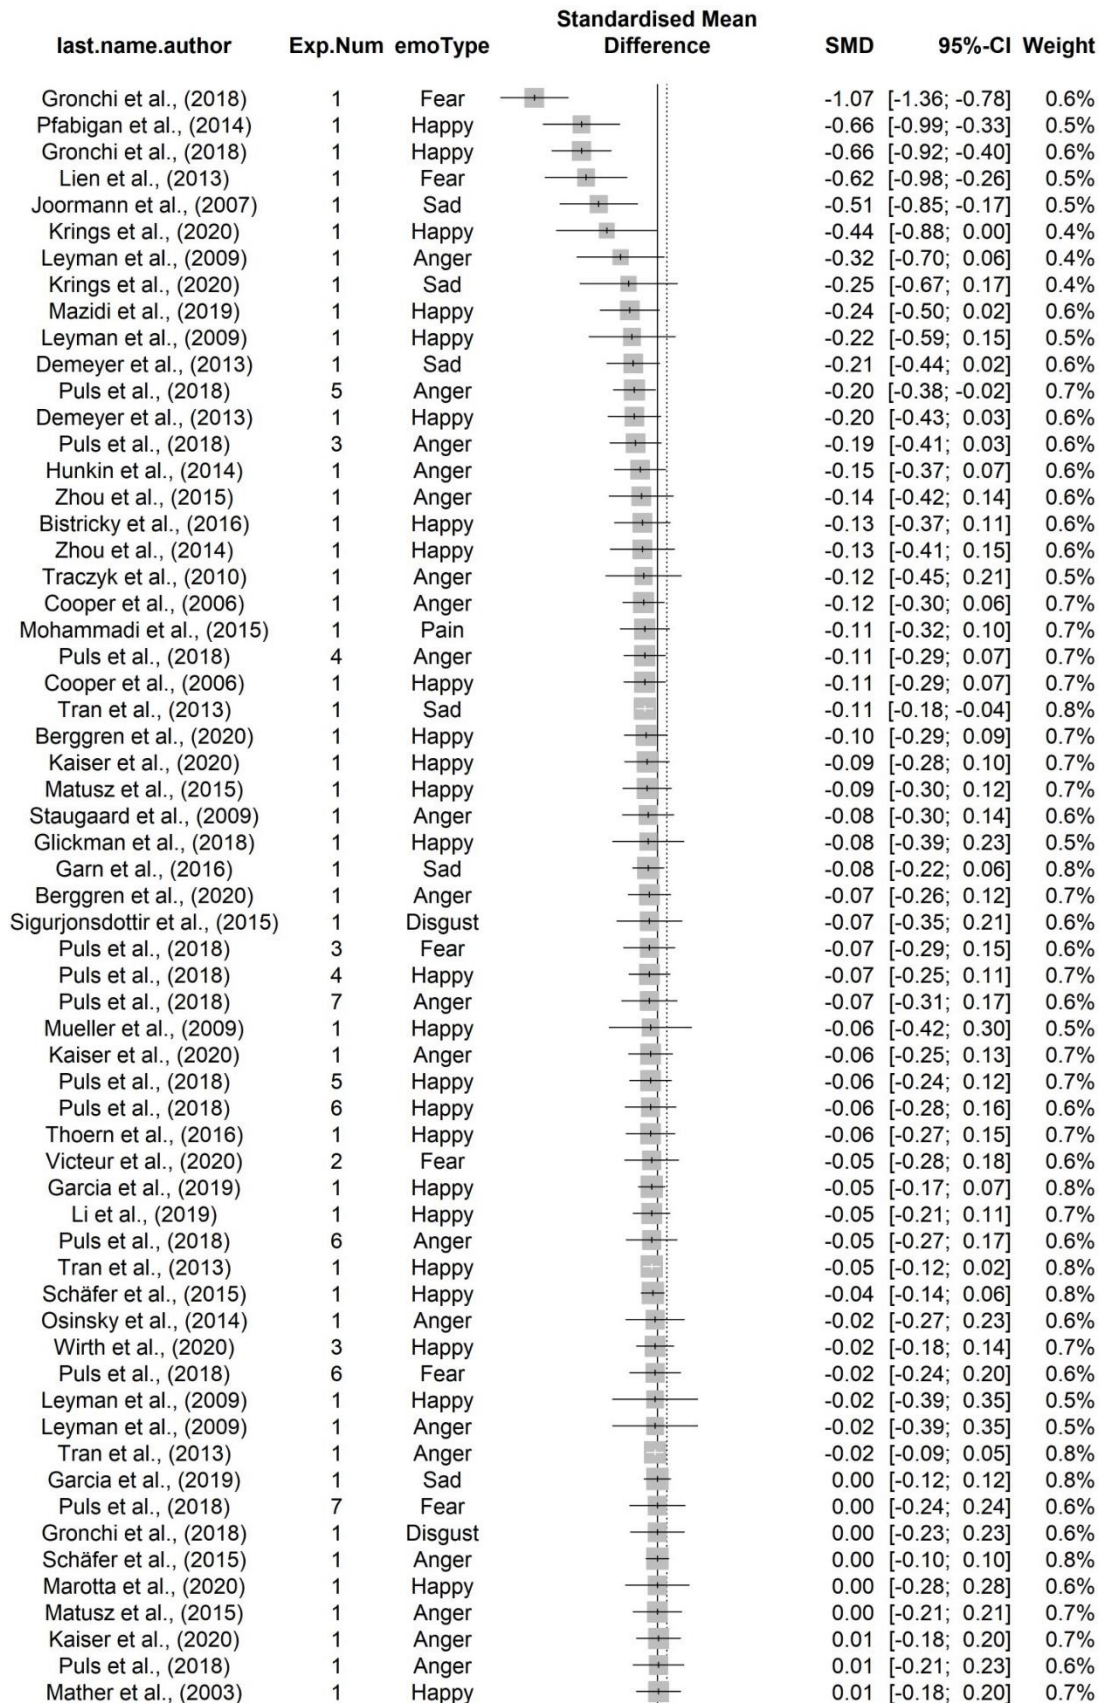 Standardised Mean
last.name.author Exp.Num emoType Difference SMD 95%-CI Weight
Gronchi et al., (2018) 1 Fear -1.07 [-1.36; -0.78] 0.6%
Pfabigan et al., (2014) 1 Happy -0.66 [-0.99; -0.33] 0.5%
Gronchi et al., (2018) 1 Happy -0.66 [-0.92; -0.40] 0.6%
Lien et al., (2013) 1 Fear -0.62 [-0.98; -0.26] 0.5%
Joormann et al., (2007) 1 Sad -0.51 [-0.85; -0.17] 0.5%
Krings et al., (2020) 1 Happy -0.44 [-0.88; 0.00] 0.4%
Leyman et al., (2009) 1 Anger -0.32 [-0.70; 0.06] 0.4%
Krings et al., (2020) 1 Sad -0.25 [-0.67; 0.17] 0.4%
Mazidi et al., (2019) 1 Happy -0.24 [-0.50; 0.02] 0.6%
Leyman et al., (2009) 1 Happy -0.22 [-0.59; 0.15] 0.5%
Demeyer et al., (2013) 1 Sad -0.21 [-0.44; 0.02] 0.6%
Puls et al., (2018) 5 Anger -0.20 [-0.38; -0.02] 0.7%
Demeyer et al., (2013) 1 Happy -0.20 [-0.43; 0.03] 0.6%
Puls et al., (2018) 3 Anger -0.19 [-0.41; 0.03] 0.6%
Hunkin et al., (2014) 1 Anger -0.15 [-0.37; 0.07] 0.6%
Zhou et al., (2015) 1 Anger -0.14 [-0.42; 0.14] 0.6%
Bistricky et al., (2016) 1 Happy -0.13 [-0.37; 0.11] 0.6%
Zhou et al., (2014) 1 Happy -0.13 [-0.41; 0.15] 0.6%
Traczyk et al., (2010) 1 Anger -0.12 [-0.45; 0.21] 0.5%
Cooper et al., (2006) 1 Anger -0.12 [-0.30; 0.06] 0.7%
Mohammadi et al., (2015) 1 Pain -0.11 [-0.32; 0.10] 0.7%
Puls et al., (2018) 4 Anger -0.11 [-0.29; 0.07] 0.7%
Cooper et al., (2006) 1 Happy -0.11 [-0.29; 0.07] 0.7%
Tran et al., (2013) 1 Sad -0.11 [-0.18; -0.04] 0.8%
Berggren et al., (2020) 1 Happy -0.10 [-0.29; 0.09] 0.7%
Kaiser et al., (2020) 1 Happy -0.09 [-0.28; 0.10] 0.7%
Matusz et al., (2015) 1 Happy -0.09 [-0.30; 0.12] 0.7%
Staugaard et al., (2009) 1 Anger -0.08 [-0.30; 0.14] 0.6%
Glickman et al., (2018) 1 Happy -0.08 [-0.39; 0.23] 0.5%
Garn et al., (2016) 1 Sad -0.08 [-0.22; 0.06] 0.8%
Berggren et al., (2020) 1 Anger -0.07 [-0.26; 0.12] 0.7%
Sigurjonsdottir et al., (2015) 1 Disgust -0.07 [-0.35; 0.21] 0.6%
Puls et al., (2018) 3 Fear -0.07 [-0.29; 0.15] 0.6%
Puls et al., (2018) 4 Happy -0.07 [-0.25; 0.11] 0.7%
Puls et al., (2018) 7 Anger -0.07 [-0.31; 0.17] 0.6%
Mueller et al., (2009) 1 Happy -0.06 [-0.42; 0.30] 0.5%
Kaiser et al., (2020) 1 Anger -0.06 [-0.25; 0.13] 0.7%
Puls et al., (2018) 5 Happy -0.06 [-0.24; 0.12] 0.7%
Puls et al., (2018) 6 Happy -0.06 [-0.28; 0.16] 0.6%
Thoern et al., (2016) 1 Happy -0.06 [-0.27; 0.15] 0.7%
Victeur et al., (2020) 2 Fear -0.05 [-0.28; 0.18] 0.6%
Garcia et al., (2019) 1 Happy -0.05 [-0.17; 0.07] 0.8%
Li et al., (2019) 1 Happy -0.05 [-0.21; 0.11] 0.7%
Puls et al., (2018) 6 Anger -0.05 [-0.27; 0.17] 0.6%
Tran et al., (2013) 1 Happy -0.05 [-0.12; 0.02] 0.8%
Schäfer et al., (2015) 1 Happy -0.04 [-0.14; 0.06] 0.8%
Osinsky et al., (2014) 1 Anger -0.02 [-0.27; 0.23] 0.6%
Wirth et al., (2020) 3 Happy -0.02 [-0.18; 0.14] 0.7%
Puls et al., (2018) 6 Fear -0.02 [-0.24; 0.20] 0.6%
Leyman et al., (2009) 1 Happy -0.02 [-0.39; 0.35] 0.5%
Leyman et al., (2009) 1 Anger -0.02 [-0.39; 0.35] 0.5%
Tran et al., (2013) 1 Anger -0.02 [-0.09; 0.05] 0.8%
Garcia et al., (2019) 1 Sad 0.00 [-0.12; 0.12] 0.8%
Puls et al., (2018) 7 Fear 0.00 [-0.24; 0.24] 0.6%
Gronchi et al., (2018) 1 Disgust 0.00 [-0.23; 0.23] 0.6%
Schäfer et al., (2015) 1 Anger 0.00 [-0.10; 0.10] 0.8%
Marotta et al., (2020) 1 Happy 0.00 [-0.28; 0.28] 0.6%
Matusz et al., (2015) 1 Anger 0.00 [-0.21; 0.21] 0.7%
Kaiser et al., (2020) 1 Anger 0.01 [-0.18; 0.20] 0.7%
Puls et al., (2018) 1 Anger 0.01 [-0.21; 0.23] 0.6%
Mather et al., (2003) 1 Happy 0.01 [-0.18; 0.20] 0.7%